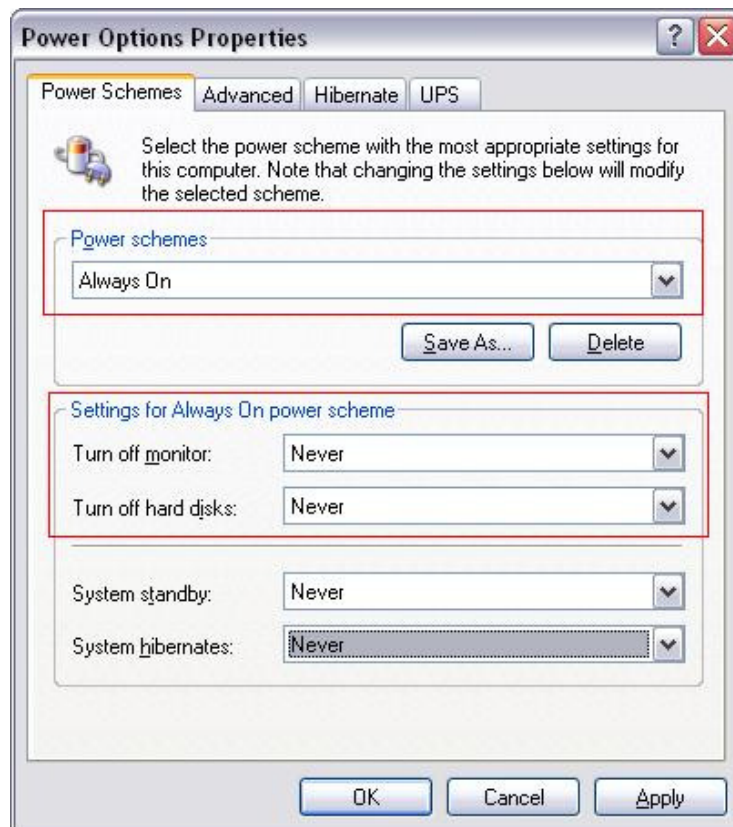 Power Options Properties
Power Schemes Advanced Hibernate UPS
Select the power scheme with the most appropriate settings for
this computer. Note that changing the settings below will modify
the selected scheme.
Power schemes
Always On
Save As... Delete
Settings for Always On power scheme
Turn off monitor: Never
Turn off hard disks: Never
System standby: Never
System hibernates: Never
OK Cancel Apply